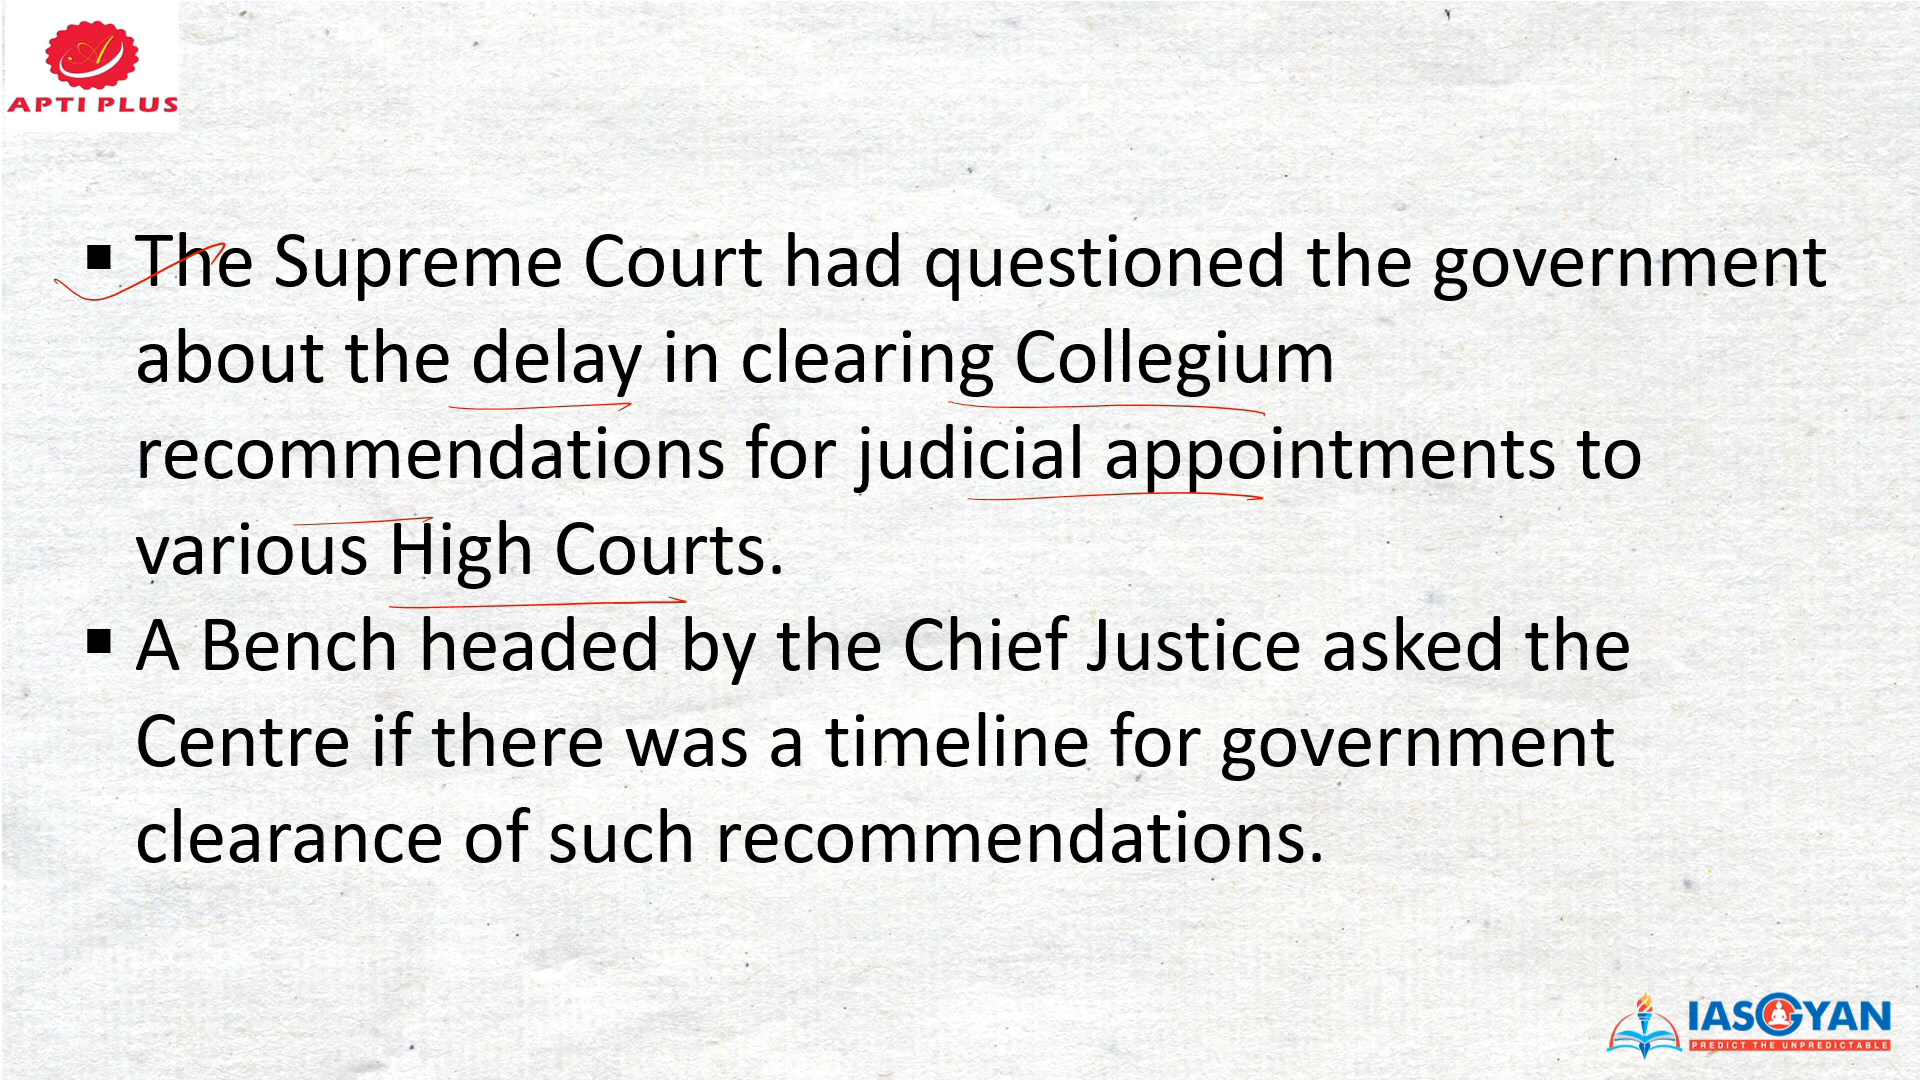 APTI PLUS
▪ The Supreme Court had questioned the government
about the delay in clearing Collegium
recommendations for judicial appointments to
various High Courts.
▪ A Bench headed by the Chief Justice asked the
Centre if there was a timeline for government
clearance of such recommendations.
IASGYAN
PREDICT THE UNPREDICTABLE